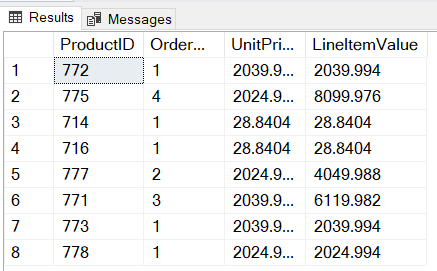 Results Messages
ProductID Order... UnitPri... LineItemValue
1 772 1 2039.9... 2039.994
2 775 4 2024.9... 8099.976
3 714 1 28.8404 28.8404
4 716 1 28.8404 28.8404
5 777 2 2024.9... 4049.988
6 771 3 2039.9... 6119.982
7 773 1 2039.9... 2039.994
8 778 1 2024.9... 2024.994